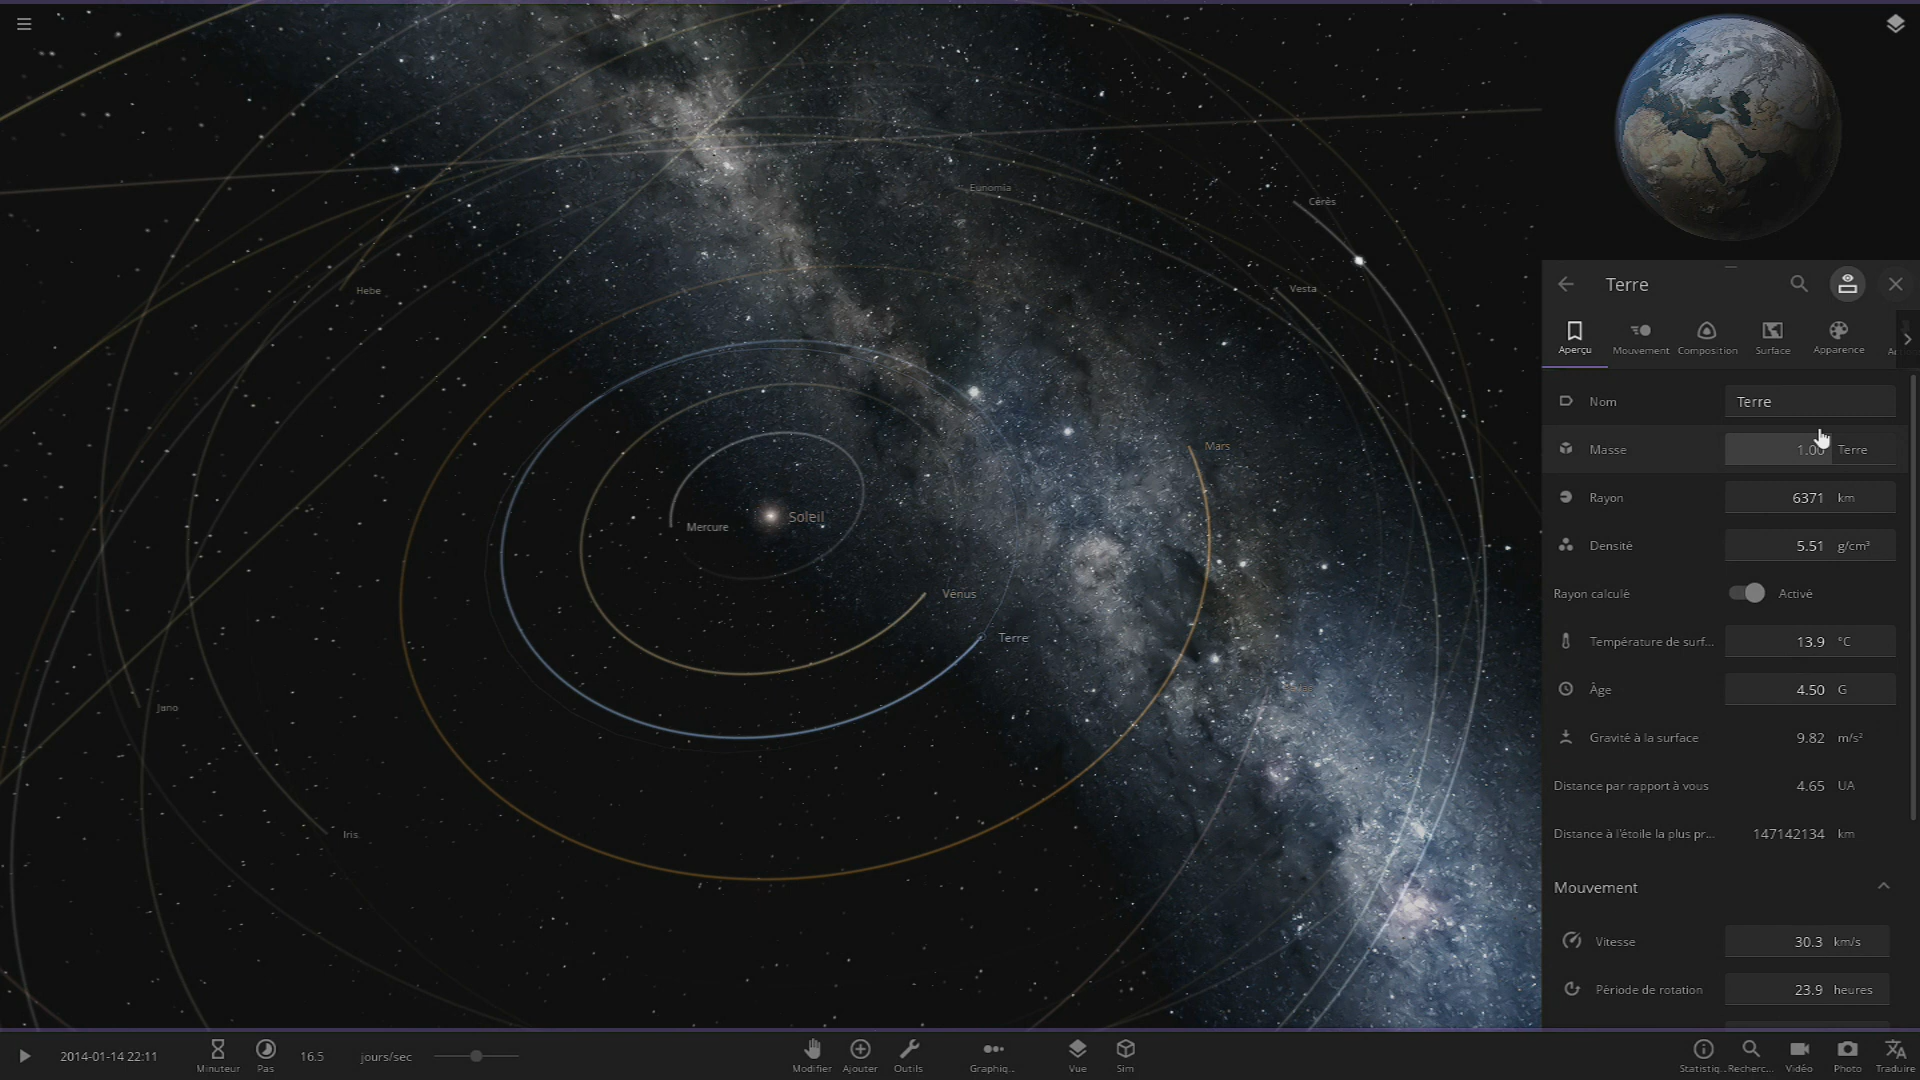 Eunomia
Cérès
Hebe
Vesta
Mars
Soleil
Mercure
Vénus
Terre
Juno
Iris
Terre
Aperçu
Mouvement
Composition
Surface
Apparence
Nom
Terre
Masse
1.00 Terre
Rayon
6371 km
Densité
5.51 g/cm³
Rayon calculé
Activé
Température de surf...
13.9 °C
Âge
4.50 G
Gravité à la surface
9.82 m/s²
Distance par rapport à vous
4.65 UA
Distance à l'étoile la plus pr...
147142134 km
Mouvement
Vitesse
30.3 km/s
Période de rotation
23.9 heures
2014-01-14 22:11
Minuteur
Pas
16.5 jours/sec
Modifier
Ajouter
Outils
Graphiq...
Vue
Sim
Statistiq...
Recherc...
Vidéo
Photo
Traduire